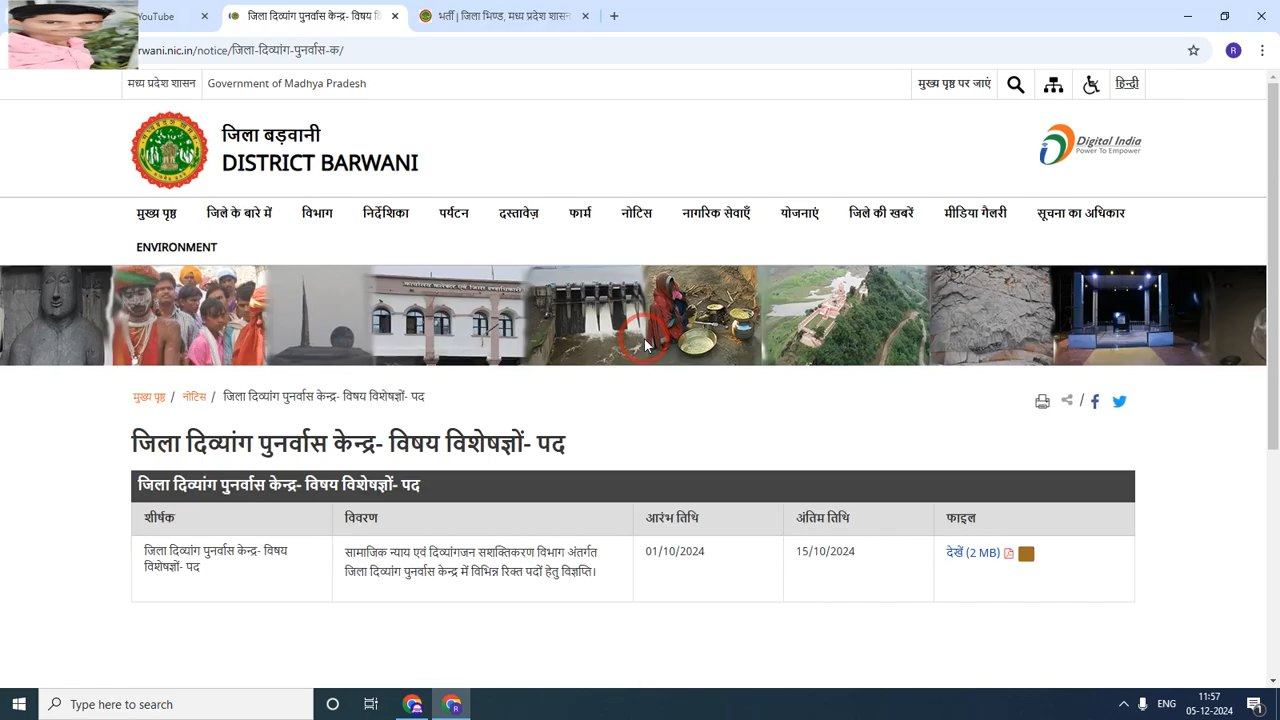 YouTube
जिला दिव्यांग पुनर्वास केन्द्र- विषय वि
भर्ती | जिला भिण्ड, मध्य प्रदेश शासन
rwani.nic.in/notice/जिला-दिव्यांग-पुनर्वास-क/
R
मध्य प्रदेश शासन
Government of Madhya Pradesh
मुख्य पृष्ठ पर जाएं
हिन्दी
जिला बड़वानी
DISTRICT BARWANI
Digital India
Power To Empower
मुख्य पृष्ठ जिले के बारे में विभाग निर्देशिका पर्यटन दस्तावेज़ फार्म नोटिस नागरिक सेवाएँ योजनाएं जिले की खबरें मीडिया गैलरी सूचना का अधिकार
ENVIRONMENT
मुख्य पृष्ठ / नोटिस / जिला दिव्यांग पुनर्वास केन्द्र- विषय विशेषज्ञों- पद
जिला दिव्यांग पुनर्वास केन्द्र- विषय विशेषज्ञों- पद
जिला दिव्यांग पुनर्वास केन्द्र- विषय विशेषज्ञों- पद
शीर्षक विवरण आरंभ तिथि अंतिम तिथि फाइल
जिला दिव्यांग पुनर्वास केन्द्र- विषय
विशेषज्ञों- पद
सामाजिक न्याय एवं दिव्यांगजन सशक्तिकरण विभाग अंतर्गत
जिला दिव्यांग पुनर्वास केन्द्र में विभिन्न रिक्त पदों हेतु विज्ञप्ति।
01/10/2024
15/10/2024
देखें (2 MB)
Type here to search
ENG
11:57
05-12-2024